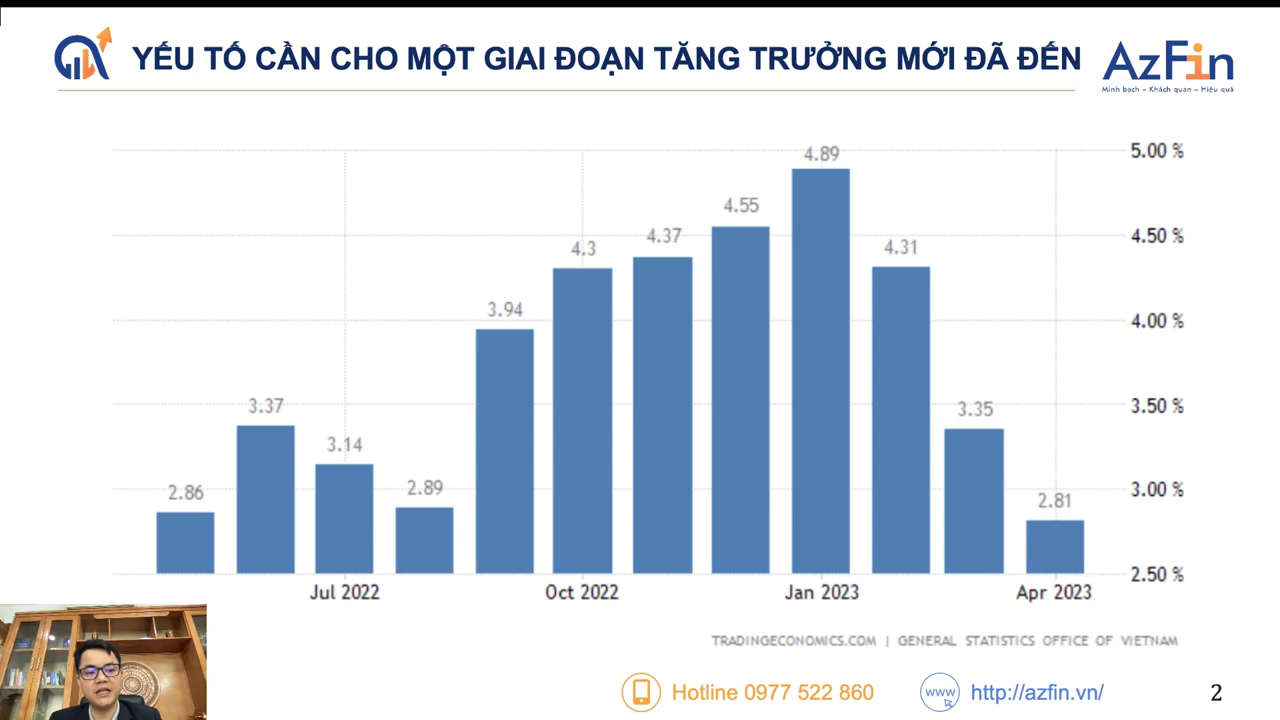 YẾU TỐ CẦN CHO MỘT GIAI ĐOẠN TĂNG TRƯỞNG MỚI ĐÃ ĐẾN
AzFin
Minh bạch – Khách quan – Hiệu quả
4.89
5.00 %
4.55
4.50 %
4.37
4.3
4.31
3.94
4.00 %
3.37
3.50 %
3.35
3.14
2.86
2.89
3.00 %
2.81
2.50 %
Jul 2022
Oct 2022
Jan 2023
Apr 2023
TRADINGECONOMICS.COM | GENERAL STATISTICS OFFICE OF VIETNAM
Hotline 0977 522 860
www
http://azfin.vn/
2